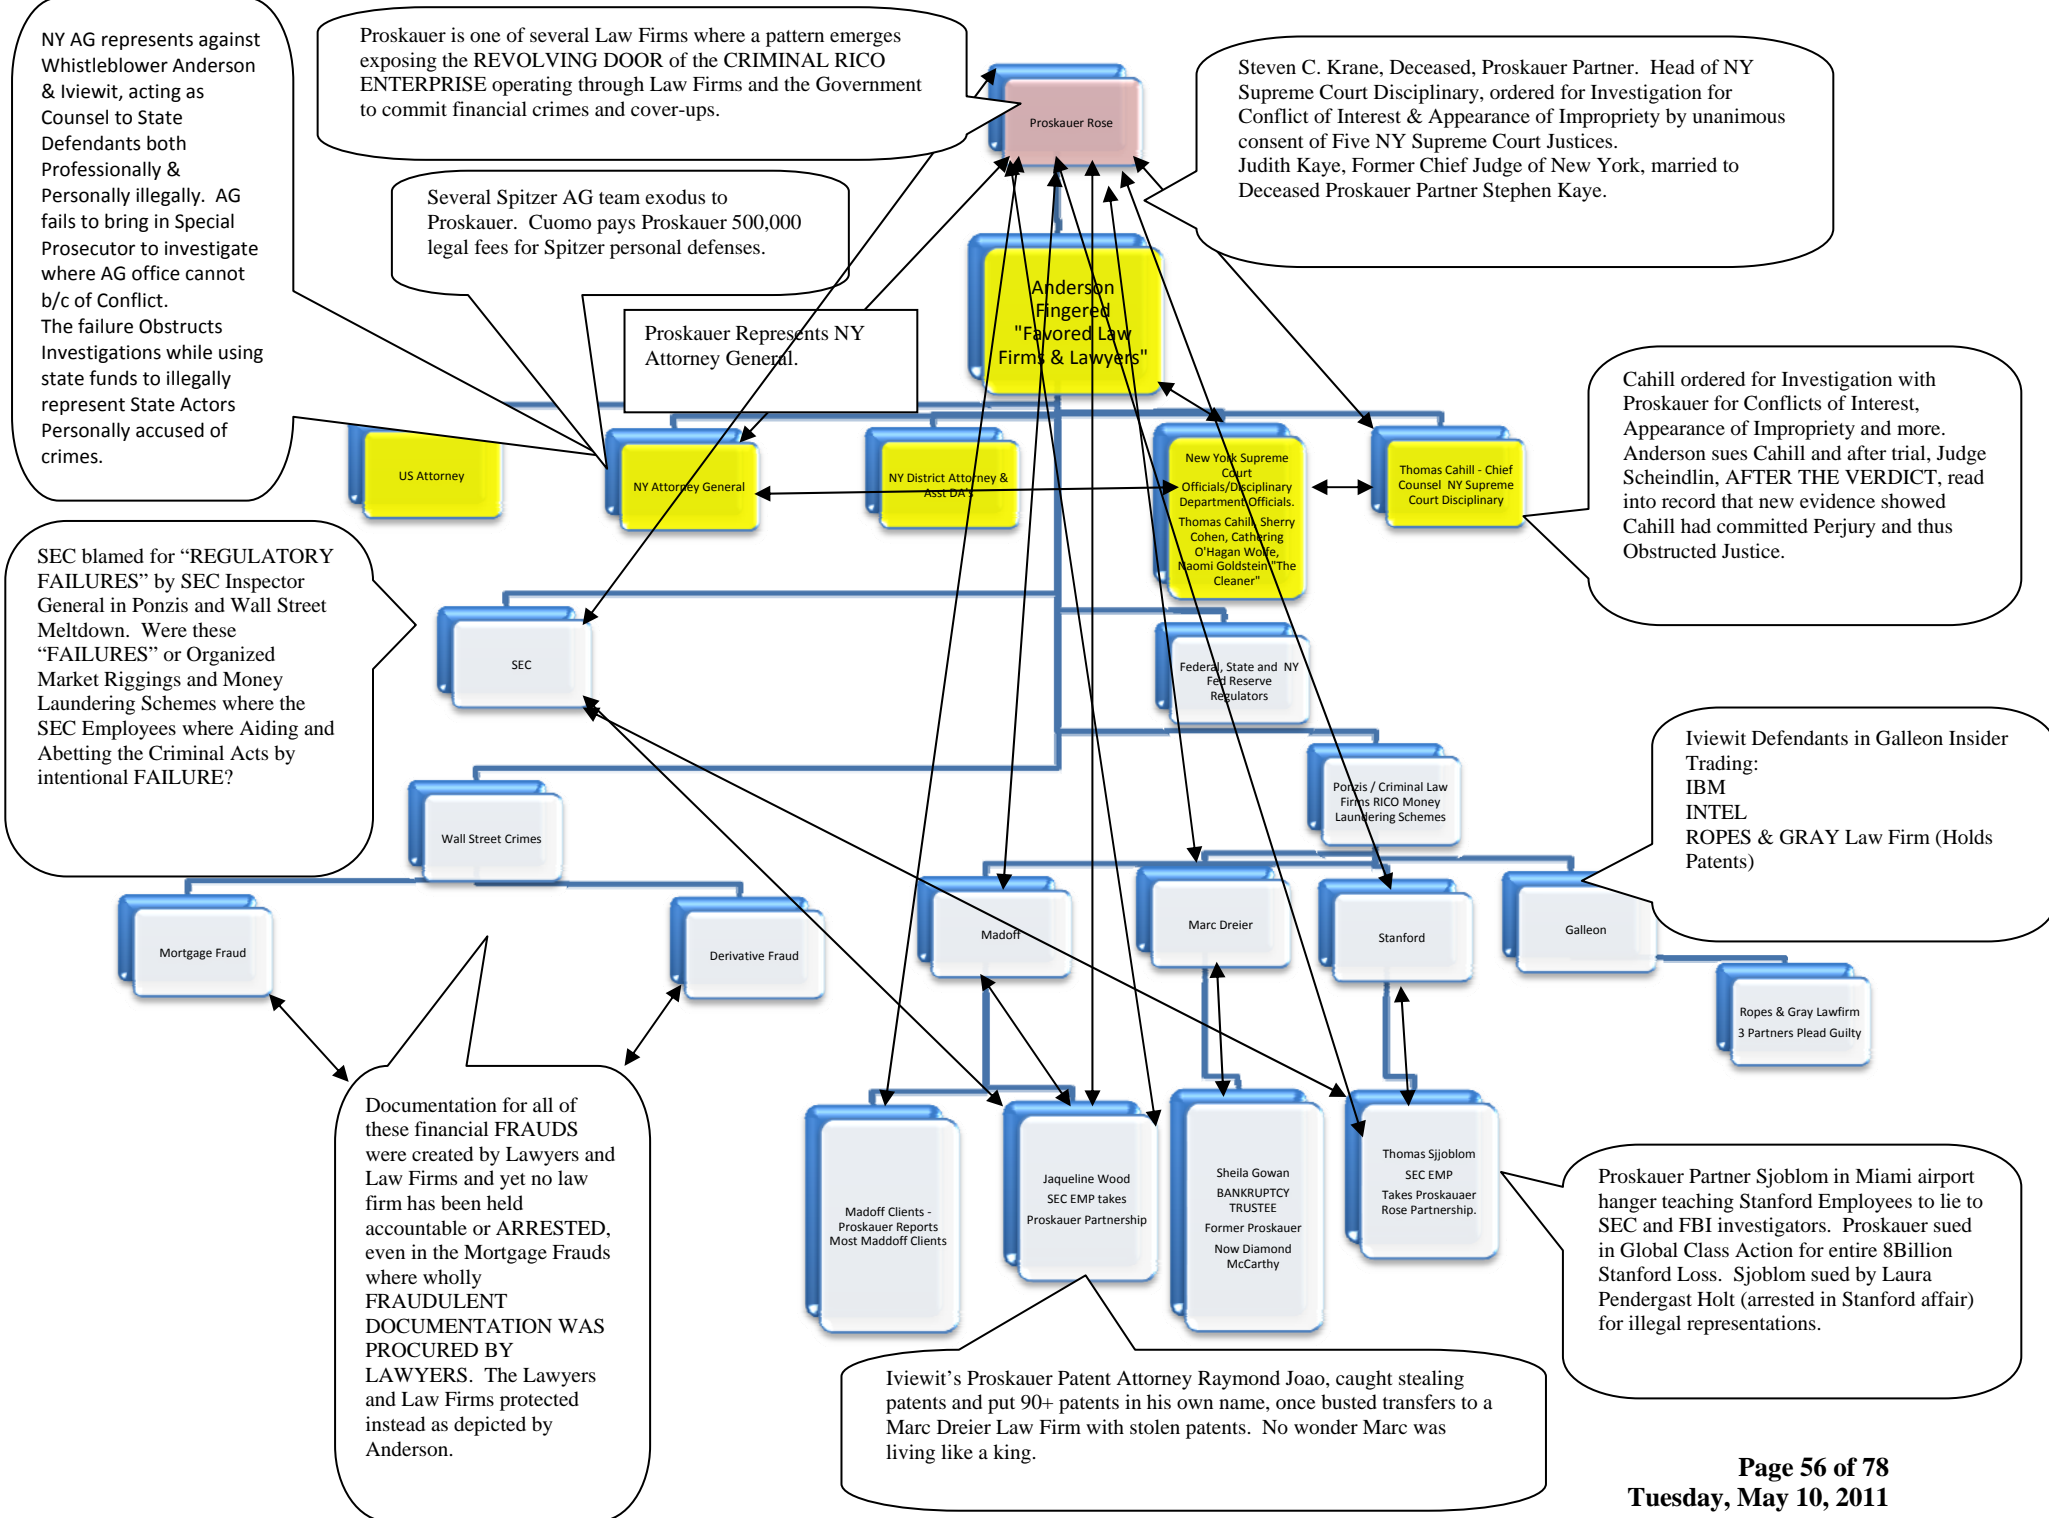 NY AG represents against
Whistleblower Anderson
& Iviewit, acting as
Counsel to State
Defendants both
Professionally &
Personally illegally.  AG
fails to bring in Special
Prosecutor to investigate
where AG office cannot
b/c of Conflict.
The failure Obstructs
Investigations while using
state funds to illegally
represent State Actors
Personally accused of
crimes.
Proskauer is one of several Law Firms where a pattern emerges
exposing the REVOLVING DOOR of the CRIMINAL RICO
ENTERPRISE operating through Law Firms and the Government
to commit financial crimes and cover-ups.
Proskauer Rose
Steven C. Krane, Deceased, Proskauer Partner.  Head of NY
Supreme Court Disciplinary, ordered for Investigation for
Conflict of Interest & Appearance of Impropriety by unanimous
consent of Five NY Supreme Court Justices.
Judith Kaye, Former Chief Judge of New York, married to
Deceased Proskauer Partner Stephen Kaye.
Several Spitzer AG team exodus to
Proskauer.  Cuomo pays Proskauer 500,000
legal fees for Spitzer personal defenses.
Proskauer Represents NY
Attorney General.
Anderson
Fingered
"Favored Law
Firms & Lawyers"
Cahill ordered for Investigation with
Proskauer for Conflicts of Interest,
Appearance of Impropriety and more.
Anderson sues Cahill and after trial, Judge
Scheindlin, AFTER THE VERDICT, read
into record that new evidence showed
Cahill had committed Perjury and thus
Obstructed Justice.
US Attorney
NY Attorney General
NY District Attorney &
Asst DA's
New York Supreme
Court
Officials/Disciplinary
Department Officials.
Thomas Cahill, Sherry
Cohen, Cathering
O'Hagan Wolfe,
Naomi Goldstein "The
Cleaner"
Thomas Cahill - Chief
Counsel  NY Supreme
Court Disciplinary
SEC blamed for “REGULATORY
FAILURES” by SEC Inspector
General in Ponzis and Wall Street
Meltdown.  Were these
“FAILURES” or Organized
Market Riggings and Money
Laundering Schemes where the
SEC Employees where Aiding and
Abetting the Criminal Acts by
intentional FAILURE?
SEC
Federal, State and  NY
Fed Reserve
Regulators
Iviewit Defendants in Galleon Insider
Trading:
IBM
INTEL
ROPES & GRAY Law Firm (Holds
Patents)
Wall Street Crimes
Ponzis / Criminal Law
Firms RICO Money
Laundering Schemes
Mortgage Fraud
Derivative Fraud
Madoff
Marc Dreier
Stanford
Galleon
Ropes & Gray Lawfirm
3 Partners Plead Guilty
Documentation for all of
these financial FRAUDS
were created by Lawyers and
Law Firms and yet no law
firm has been held
accountable or ARRESTED,
even in the Mortgage Frauds
where wholly
FRAUDULENT
DOCUMENTATION WAS
PROCURED BY
LAWYERS.  The Lawyers
and Law Firms protected
instead as depicted by
Anderson.
Madoff Clients -
Proskauer Reports
Most Maddoff Clients
Jaqueline Wood
SEC EMP takes
Proskauer Partnership
Sheila Gowan
BANKRUPTCY
TRUSTEE
Former Proskauer
Now Diamond
McCarthy
Thomas Sjjoblom
SEC EMP
Takes Proskauaer
Rose Partnership.
Proskauer Partner Sjoblom in Miami airport
hanger teaching Stanford Employees to lie to
SEC and FBI investigators.  Proskauer sued
in Global Class Action for entire 8Billion
Stanford Loss.  Sjoblom sued by Laura
Pendergast Holt (arrested in Stanford affair)
for illegal representations.
Iviewit’s Proskauer Patent Attorney Raymond Joao, caught stealing
patents and put 90+ patents in his own name, once busted transfers to a
Marc Dreier Law Firm with stolen patents.  No wonder Marc was
living like a king.
Page 56 of 78
Tuesday, May 10, 2011